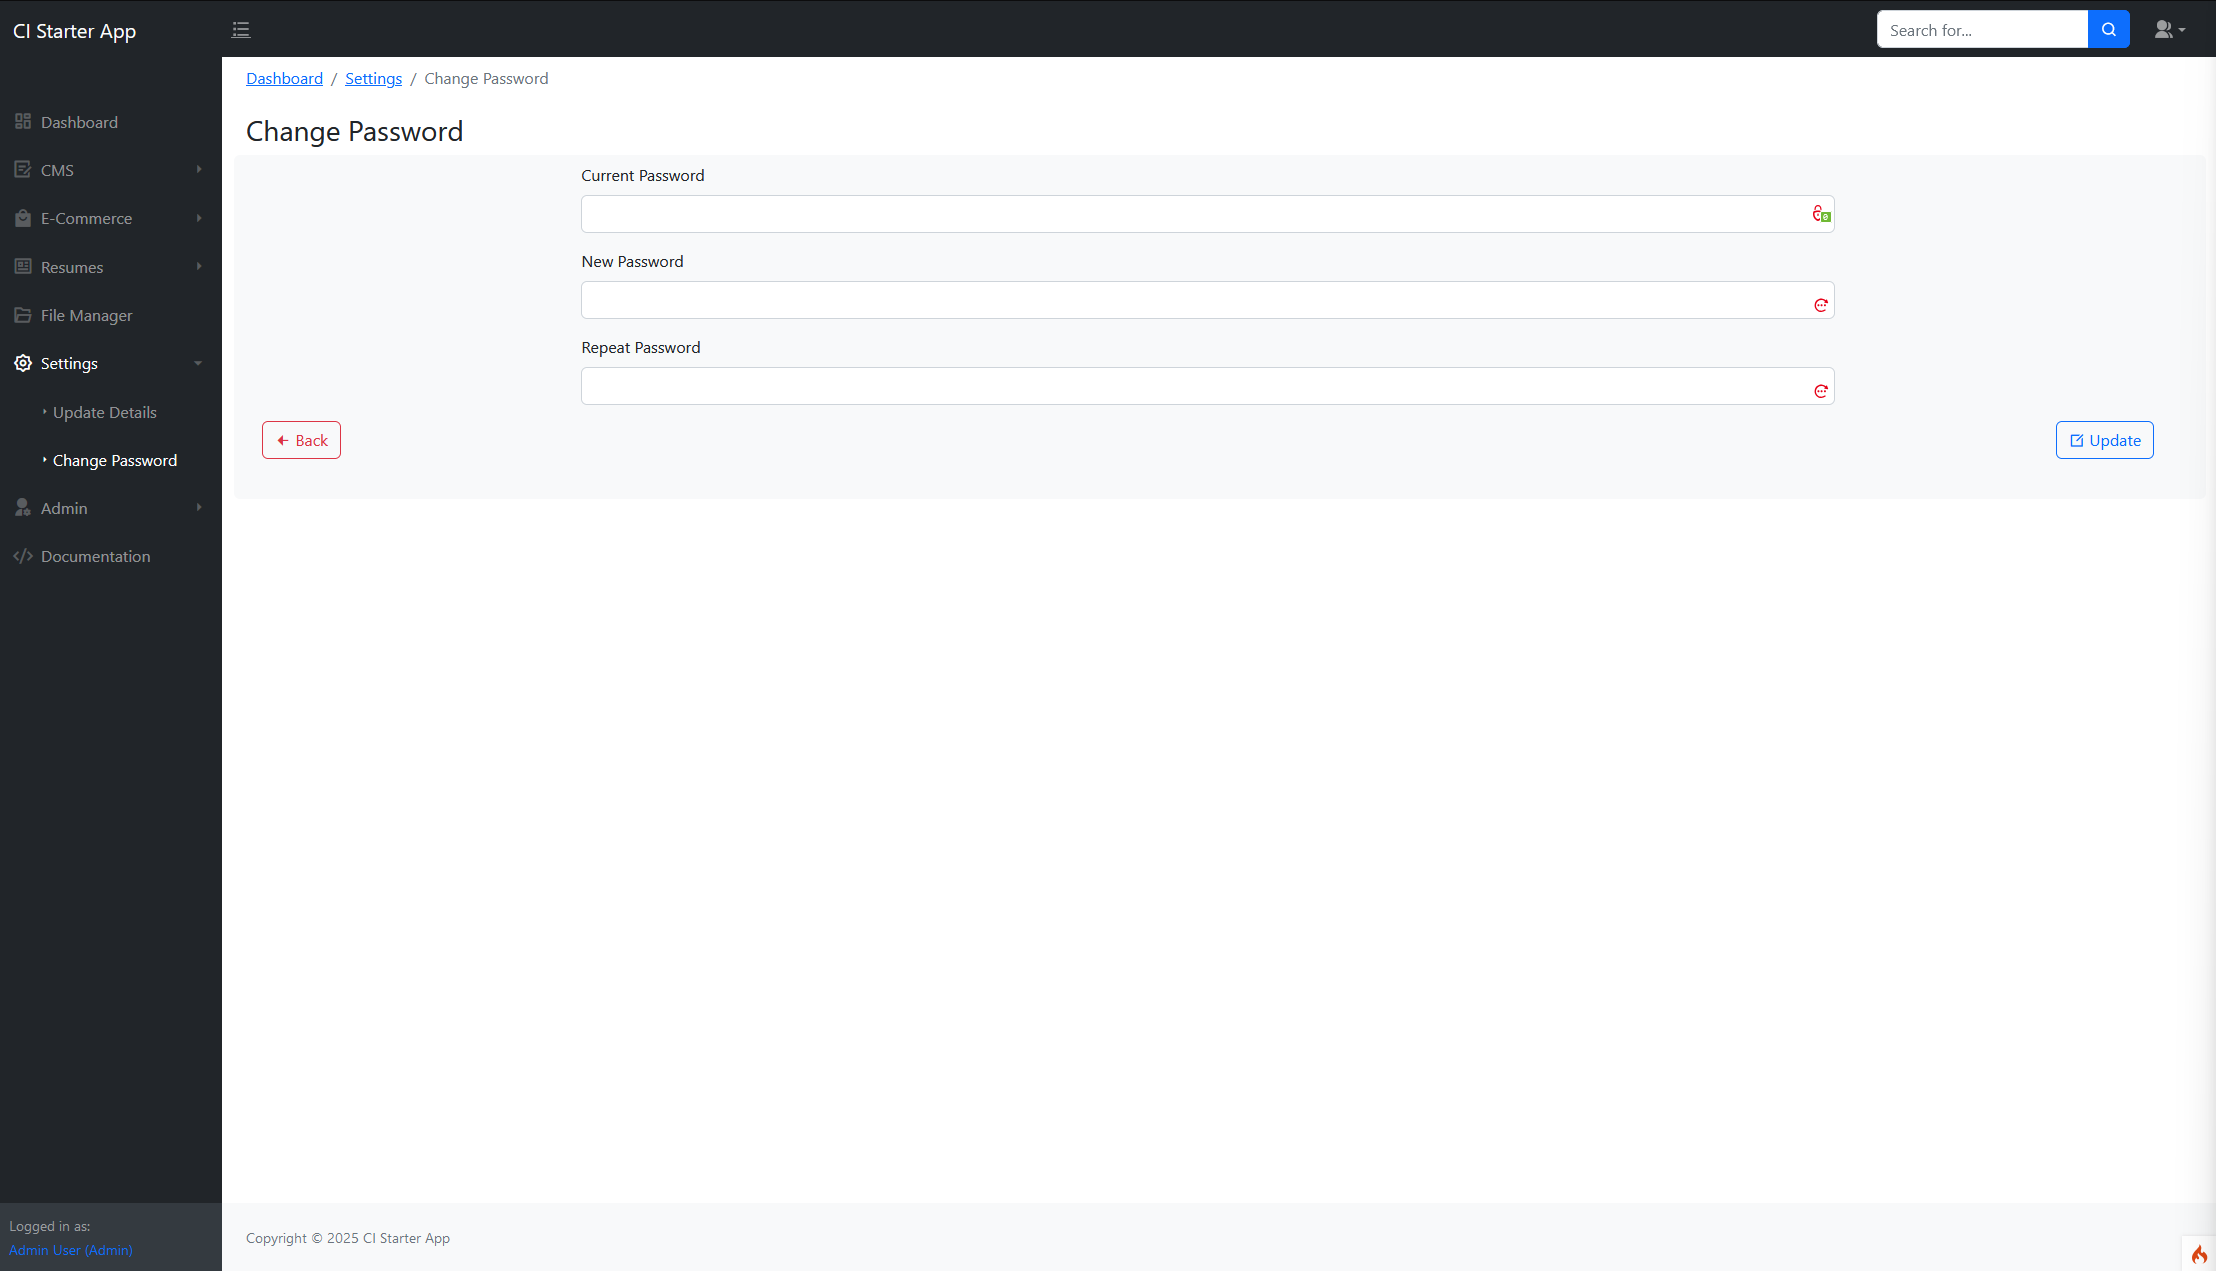 CI Starter App
Search for...
Dashboard / Settings / Change Password
Change Password
Dashboard
CMS
E-Commerce
Resumes
File Manager
Settings
Update Details
Change Password
Admin
Documentation
Current Password
New Password
Repeat Password
Back
Update
Logged in as:
Admin User (Admin)
Copyright © 2025 CI Starter App